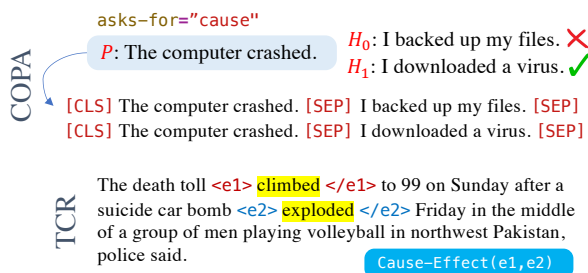 asks-for="cause"
P: The computer crashed.
H0: I backed up my files. ✗
H1: I downloaded a virus. ✓
COPA
[CLS] The computer crashed. [SEP] I backed up my files. [SEP]
[CLS] The computer crashed. [SEP] I downloaded a virus. [SEP]
TCR
The death toll <e1> climbed </e1> to 99 on Sunday after a
suicide car bomb <e2> exploded </e2> Friday in the middle
of a group of men playing volleyball in northwest Pakistan,
police said.
Cause-Effect(e1,e2)